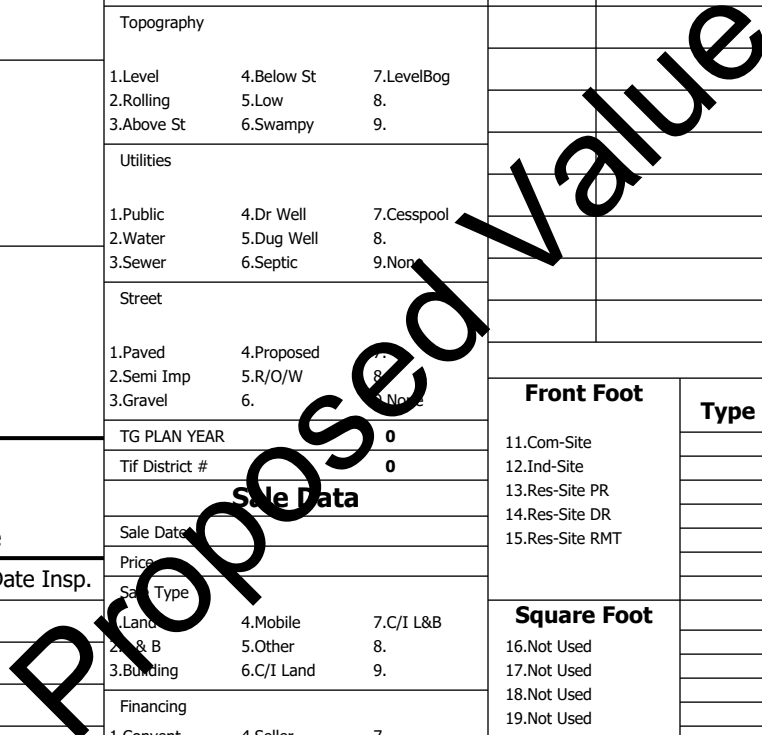 Topography
1.Level 4.Below St 7.LevelBog
2.Rolling 5.Low 8.
3.Above St 6.Swampy 9.
Utilities
1.Public 4.Dr Well 7.Cesspool
2.Water 5.Dug Well 8.
3.Sewer 6.Septic 9.None
Street
1.Paved 4.Proposed 7.
2.Semi Imp 5.R/O/W 8.
3.Gravel 6. 9.None
TG PLAN YEAR 0
Tif District # 0
Sale Data
Sale Date
Price
Sale Type
1.Land 4.Mobile 7.C/I L&B
2.L & B 5.Other 8.
3.Building 6.C/I Land 9.
Financing
Date Insp.
Front Foot
Type
11.Com-Site
12.Ind-Site
13.Res-Site PR
14.Res-Site DR
15.Res-Site RMT
Square Foot
16.Not Used
17.Not Used
18.Not Used
19.Not Used
Proposed Value